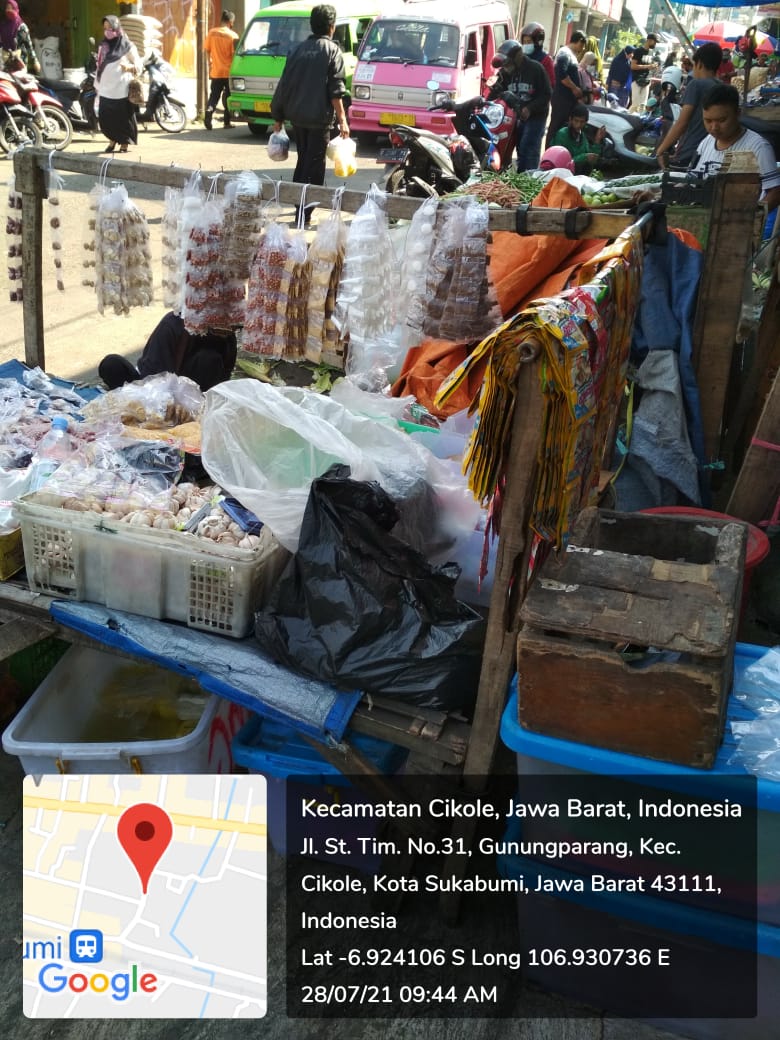 Kecamatan Cikole, Jawa Barat, Indonesia
Jl. St. Tim. No.31, Gunungparang, Kec.
Cikole, Kota Sukabumi, Jawa Barat 43111,
Indonesia
Lat -6.924106 S Long 106.930736 E
28/07/21 09:44 AM
umi
Google